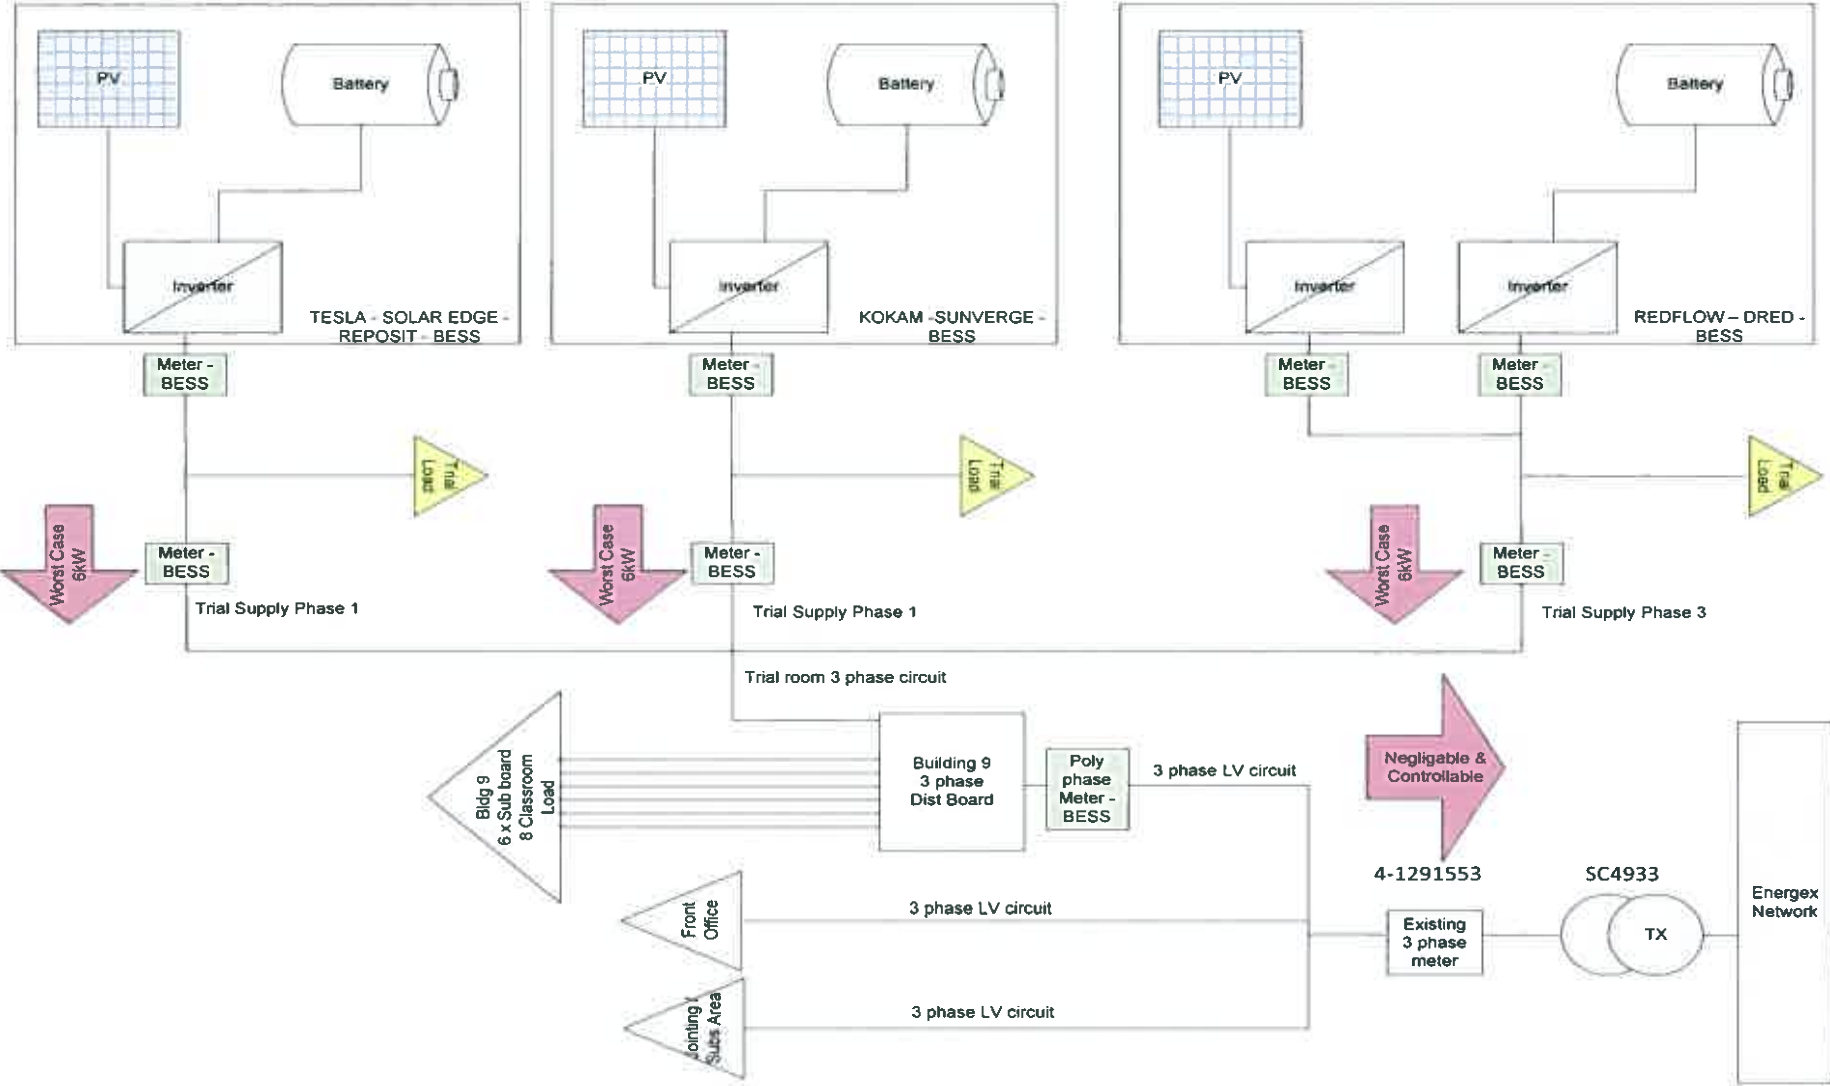 PV
Battery
PV
Battery
PV
Battery
Inverter
Inverter
Inverter
Inverter
TESLA - SOLAR EDGE -
REPOSIT - BESS
KOKAM -SUNVERGE -
BESS
REDFLOW – DRED -
BESS
Meter -
BESS
Meter -
BESS
Meter -
BESS
Meter -
BESS
Trial
Load
Trial
Load
Trial
Load
Worst Case
6kW
Meter -
BESS
Worst Case
6kW
Meter -
BESS
Worst Case
6kW
Meter -
BESS
Trial Supply Phase 1
Trial Supply Phase 1
Trial Supply Phase 3
Trial room 3 phase circuit
Bldg 9
6 x Sub board
8 Classroom
Load
Building 9
3 phase
Dist Board
Poly
phase
Meter -
BESS
3 phase LV circuit
Negligable &
Controllable
4-1291553
SC4933
Front
Office
3 phase LV circuit
Existing
3 phase
meter
TX
Energex
Network
Jointing /
Subs Area
3 phase LV circuit